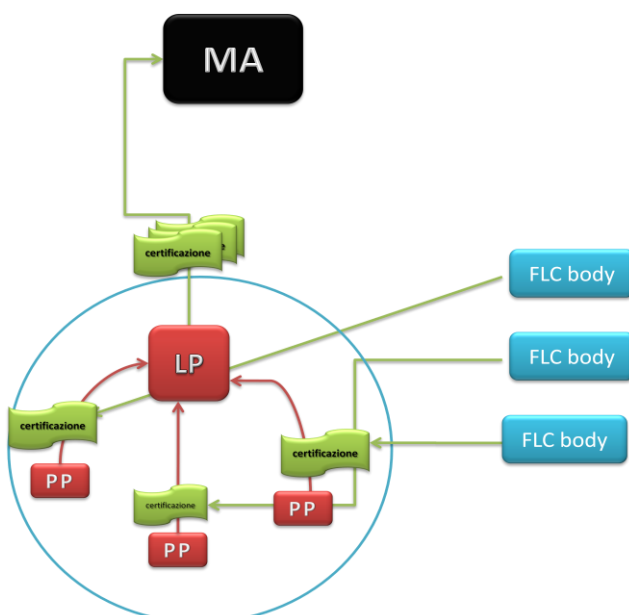 MA
certificazione
e
FLC body
LP
FLC body
certificazione
FLC body
certificazione
PP
certificazione
PP
PP